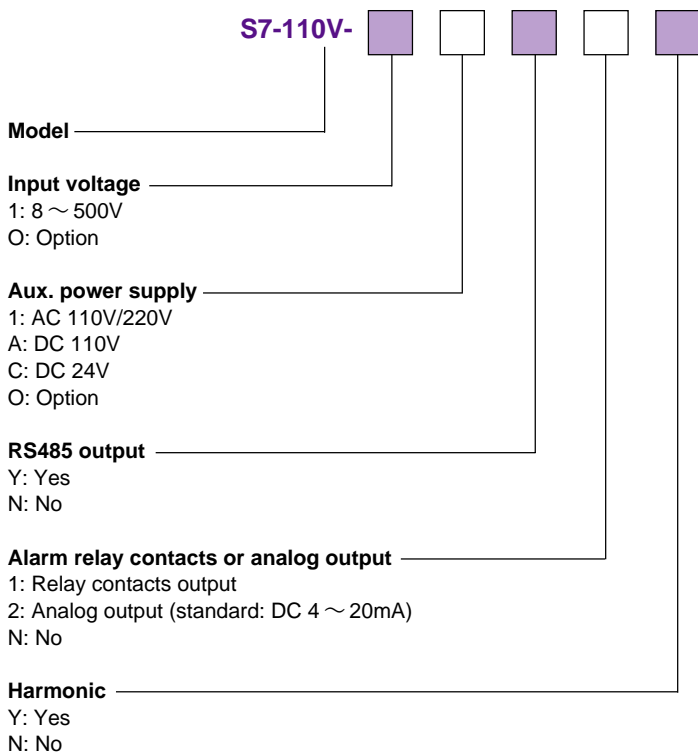 S7-110V-
Model
Input voltage
1: 8 ~ 500V
O: Option
Aux. power supply
1: AC 110V/220V
A: DC 110V
C: DC 24V
O: Option
RS485 output
Y: Yes
N: No
Alarm relay contacts or analog output
1: Relay contacts output
2: Analog output (standard: DC 4 ~ 20mA)
N: No
Harmonic
Y: Yes
N: No